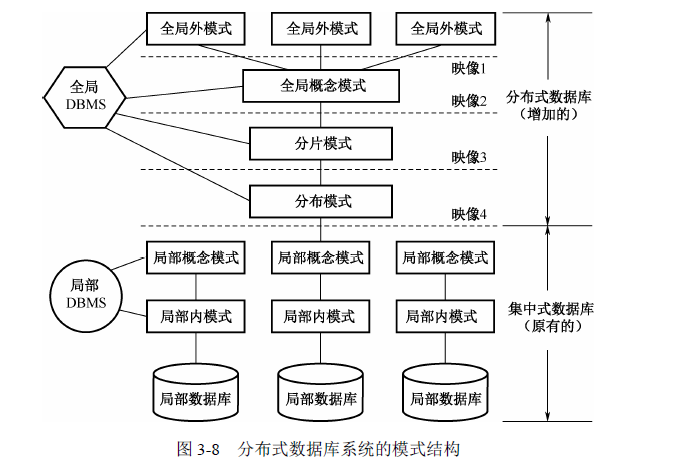 全局外模式
全局外模式
全局外模式
映像1
全局
DBMS
全局概念模式
映像2
分布式数据库
（增加的）
分片模式
映像3
分布模式
映像4
局部概念模式
局部概念模式
局部概念模式
局部
DBMS
局部内模式
局部内模式
局部内模式
集中式数据库
（原有的）
局部数据库
局部数据库
局部数据库
图 3-8 分布式数据库系统的模式结构